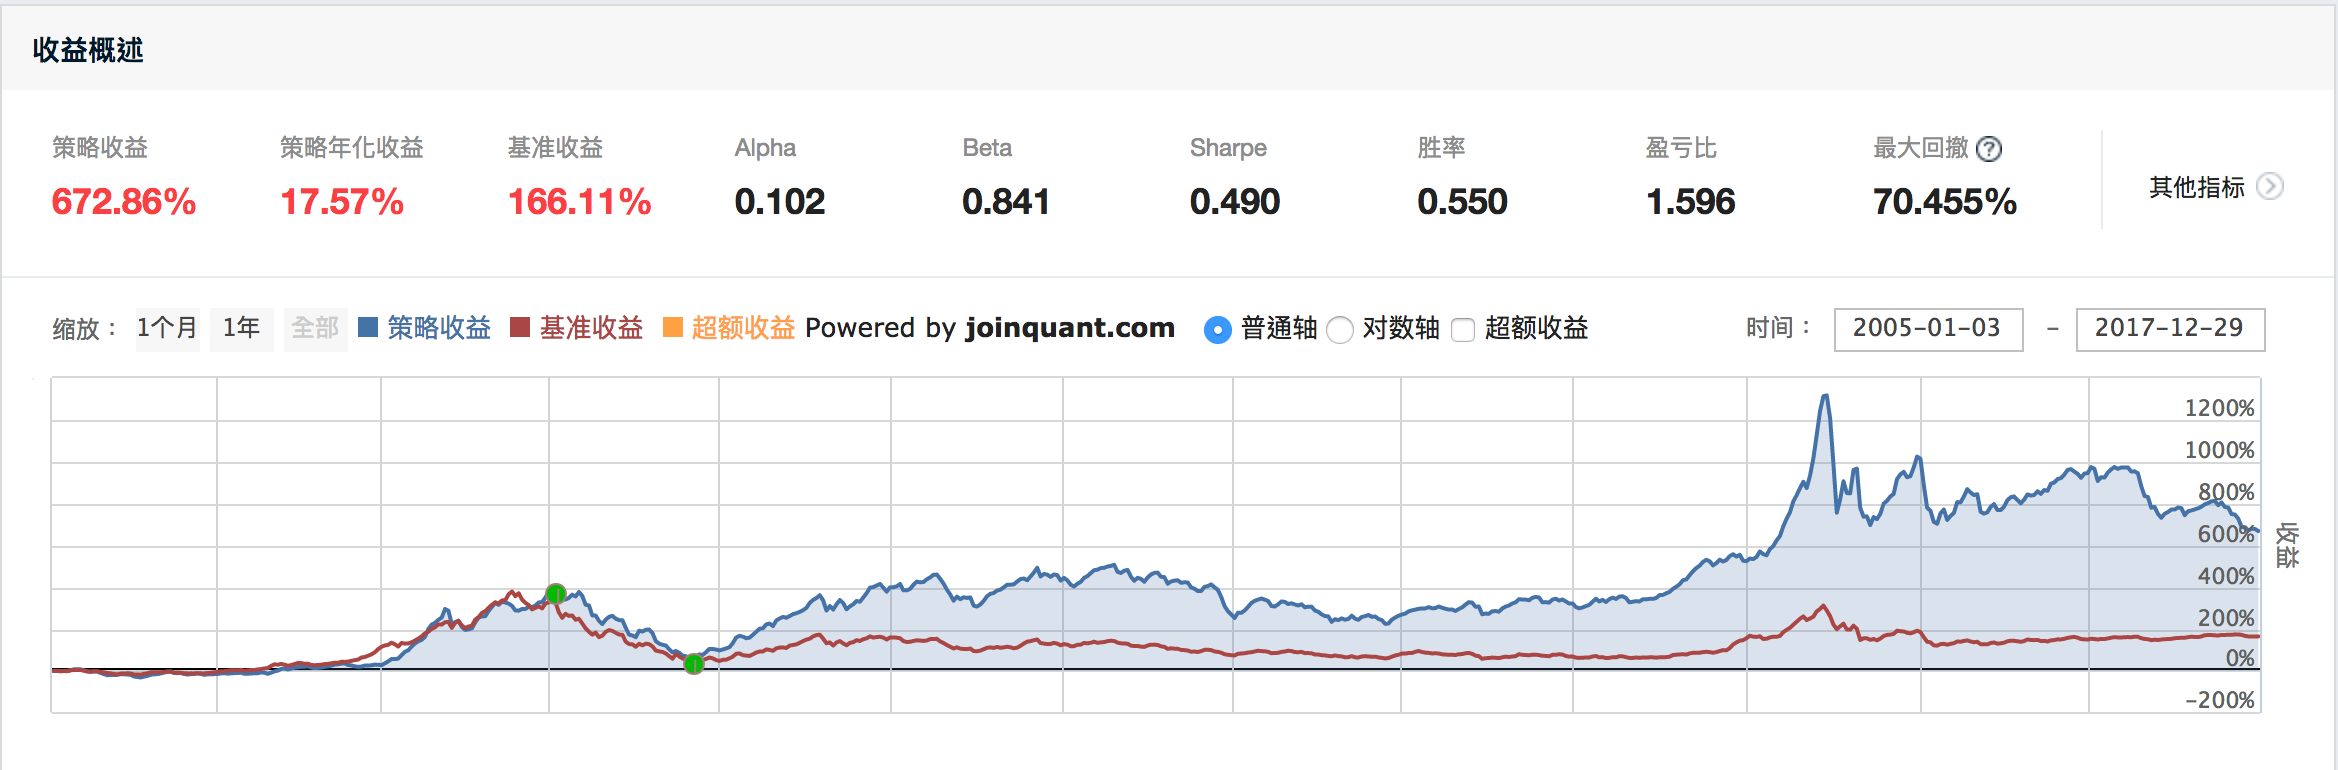 收益概述
策略收益 策略年化收益 基准收益 Alpha Beta Sharpe 胜率 盈亏比 最大回撤 ?
672.86% 17.57% 166.11% 0.102 0.841 0.490 0.550 1.596 70.455% 其他指标
缩放： 1个月 1年 全部 策略收益 基准收益 超额收益 Powered by joinquant.com 普通轴 对数轴 超额收益 时间： 2005-01-03 - 2017-12-29
1200%
1000%
800%
600%
400%
200%
0%
-200%
收益